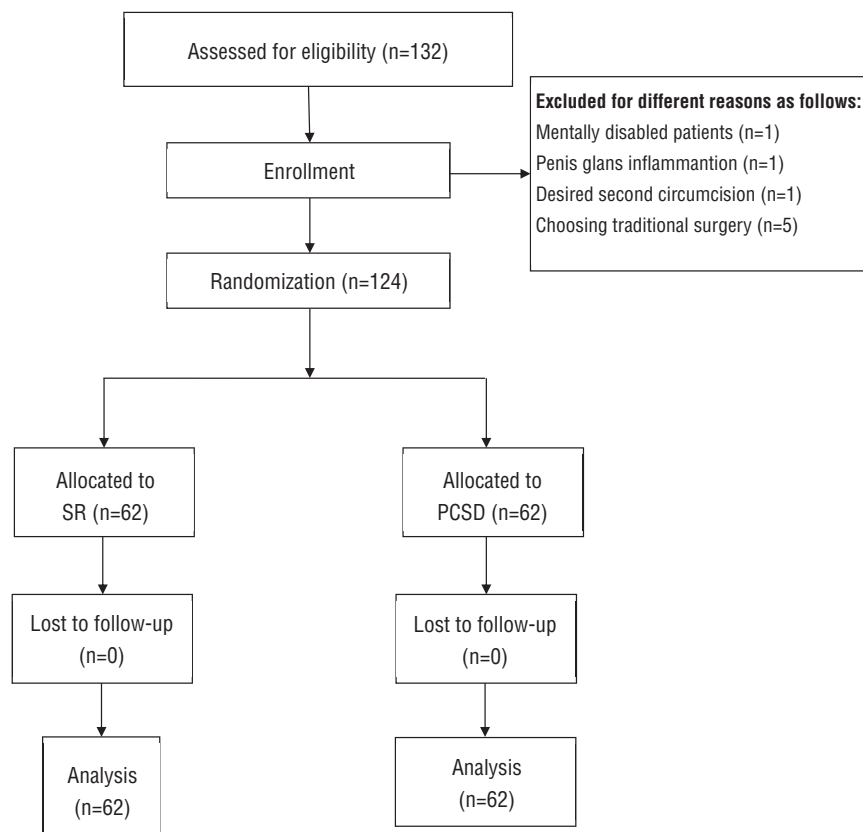 Assessed for eligibility (n=132)
Excluded for different reasons as follows:
Mentally disabled patients (n=1)
Penis glans inflammantion (n=1)
Desired second circumcision (n=1)
Choosing traditional surgery (n=5)
Enrollment
Randomization (n=124)
Allocated to
SR (n=62)
Allocated to
PCSD (n=62)
Lost to follow-up
(n=0)
Lost to follow-up
(n=0)
Analysis
(n=62)
Analysis
(n=62)